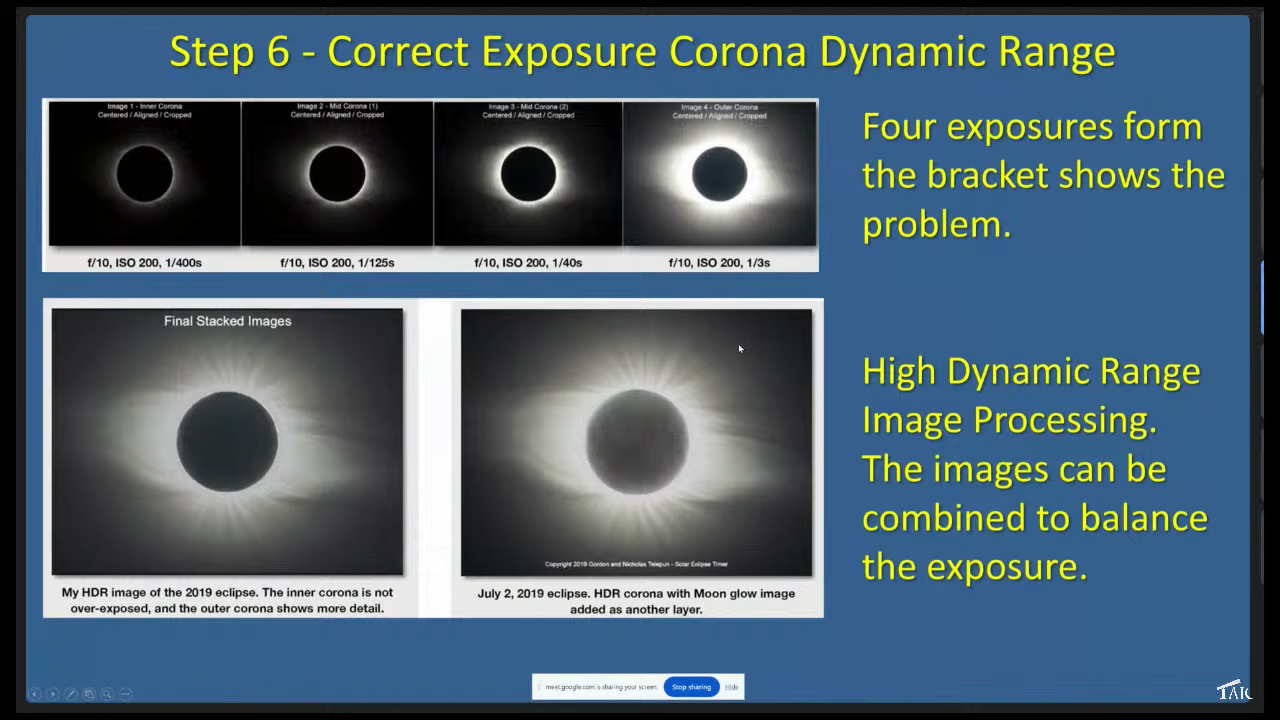 Step 6 - Correct Exposure Corona Dynamic Range
Image 1 - Inner Corona
Centered / Aligned / Cropped
Image 2 - Mid Corona (1)
Centered / Aligned / Cropped
Image 3 - Mid Corona (2)
Centered / Aligned / Cropped
Image 4 - Outer Corona
Centered / Aligned / Cropped
f/10, ISO 200, 1/400s
f/10, ISO 200, 1/125s
f/10, ISO 200, 1/40s
f/10, ISO 200, 1/3s
Four exposures form
the bracket shows the
problem.
Final Stacked Images
My HDR image of the 2019 eclipse. The inner corona is not
over-exposed, and the outer corona shows more detail.
Copyright 2019 Gordon and Nicholas Telepun - Solar Eclipse Timer
July 2, 2019 eclipse. HDR corona with Moon glow image
added as another layer.
High Dynamic Range
Image Processing.
The images can be
combined to balance
the exposure.
meet.google.com is sharing your screen.
Stop sharing
Hide